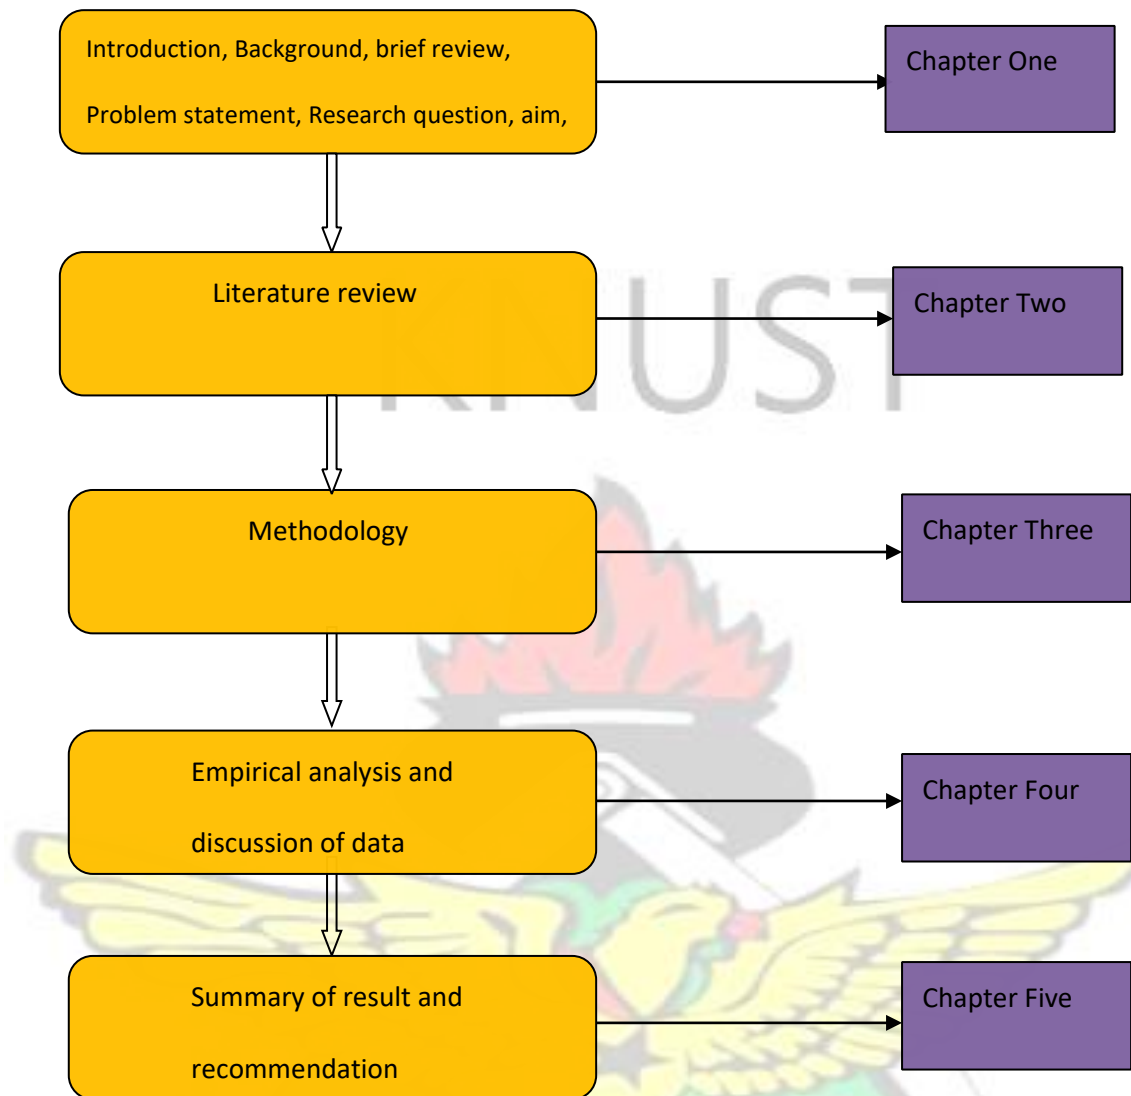 Introduction, Background, brief review,
Problem statement, Research question, aim,
Chapter One
Literature review
Chapter Two
KNUST
Methodology
Chapter Three
Empirical analysis and
discussion of data
Chapter Four
Summary of result and
recommendation
Chapter Five